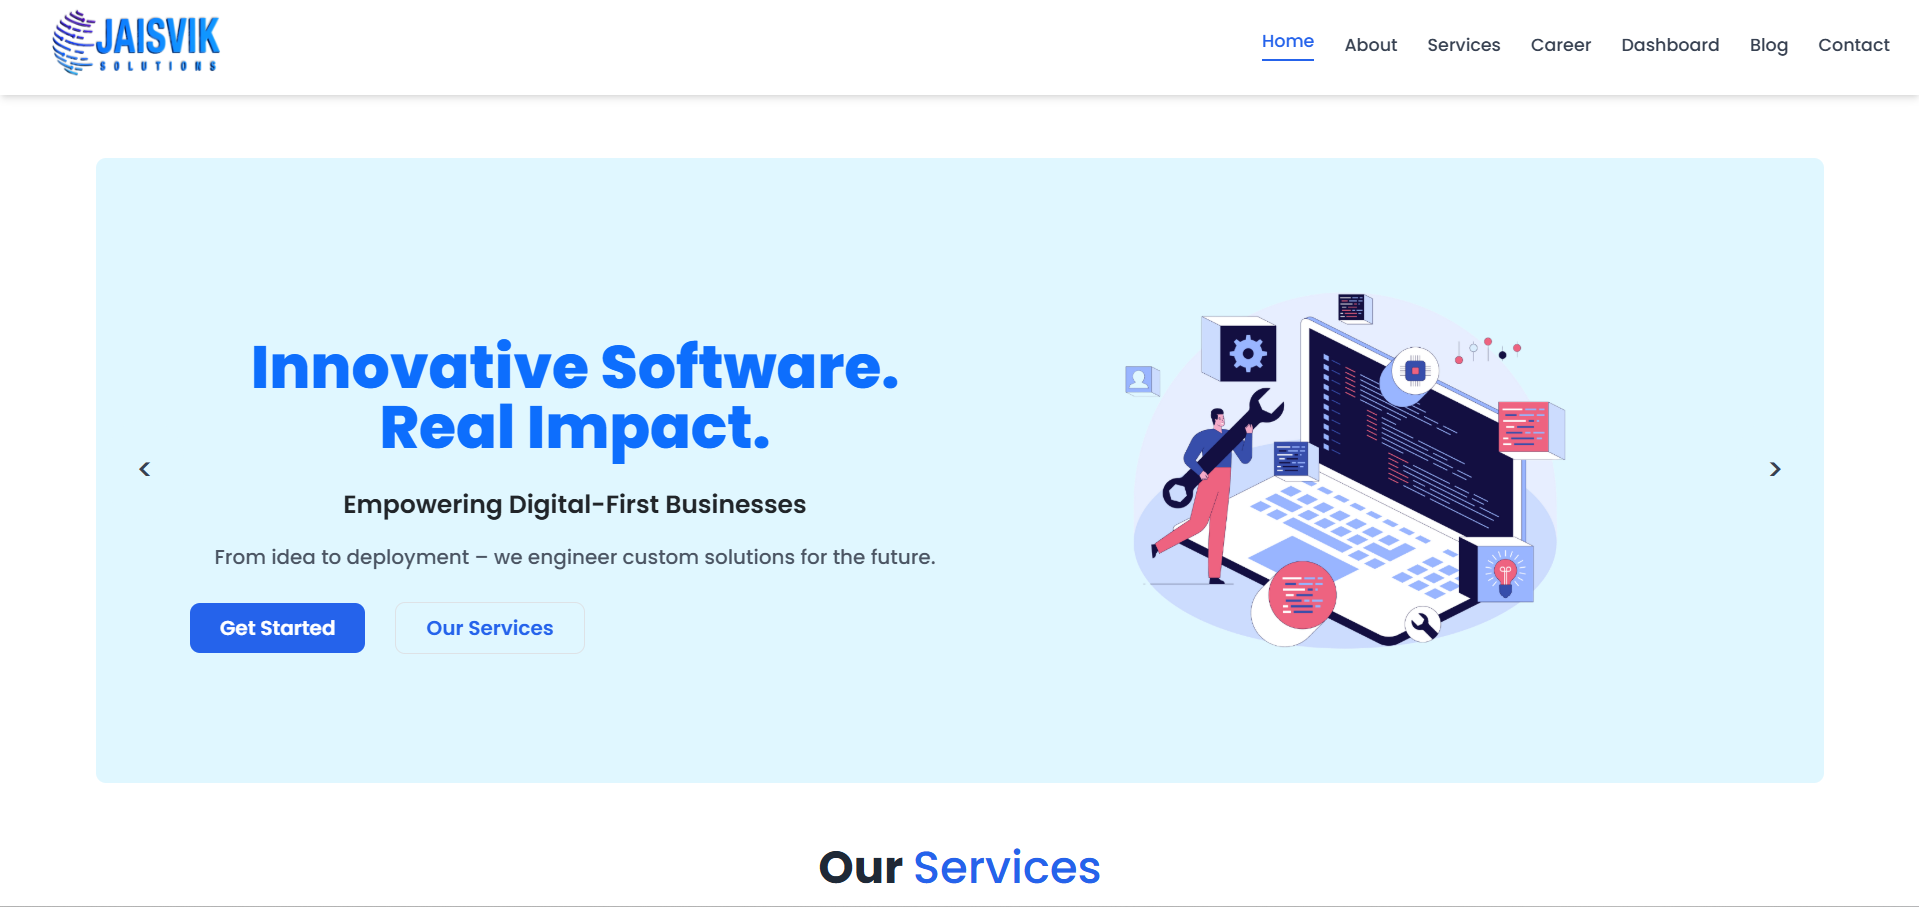 JAISVIK
SOLUTIONS
Home About Services Career Dashboard Blog Contact
Innovative Software.
Real Impact.
Empowering Digital-First Businesses
From idea to deployment – we engineer custom solutions for the future.
Get Started Our Services
Our Services